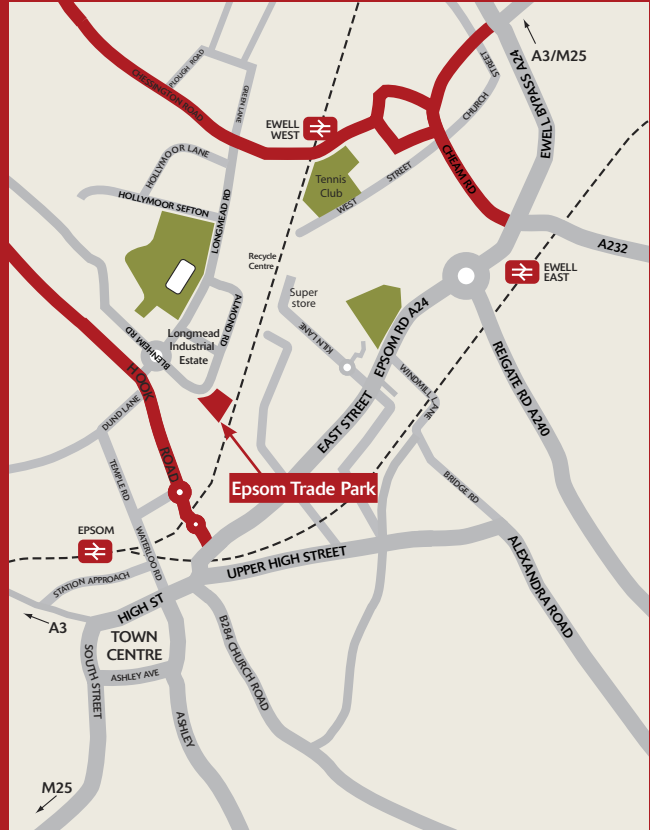 A3/M25
PLOUGH ROAD
STREET
CHESSINGTON ROAD
GREEN LANE
EWELL BYPASS A24
CHURCH
EWELL
WEST
HOLLYMOOR LANE
CHEAM RD
STREET
Tennis
Club
HOLLYMOOR SEFTON
WEST
LONGMEAD RD
A232
Recycle
Centre
EWELL
EAST
Super
store
ALMOND RD
EPSOM RD A24
KILN LANE
BLENHEIM RD
Longmead
Industrial
Estate
HOOK
ROAD
WINDMILL LANE
REIGATE RD A240
DUND LANE
EAST STREET
TEMPLE RD
Epsom Trade Park
BRIDGE RD
EPSOM
WATERLOO RD
UPPER HIGH STREET
ALEXANDRA ROAD
STATION APPROACH
HIGH ST
A3
TOWN
CENTRE
B284 CHURCH ROAD
SOUTH STREET
ASHLEY AVE
ASHLEY
M25